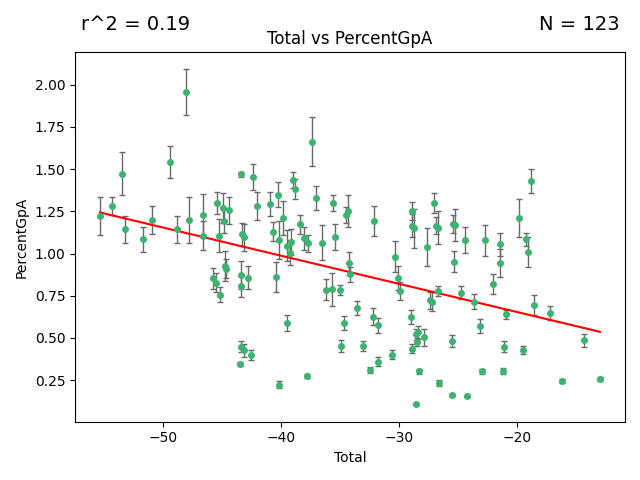 r^2 = 0.19
N = 123
Total vs PercentGpA
PercentGpA
2.00
1.75
1.50
1.25
1.00
0.75
0.50
0.25
−50
−40
−30
−20
Total